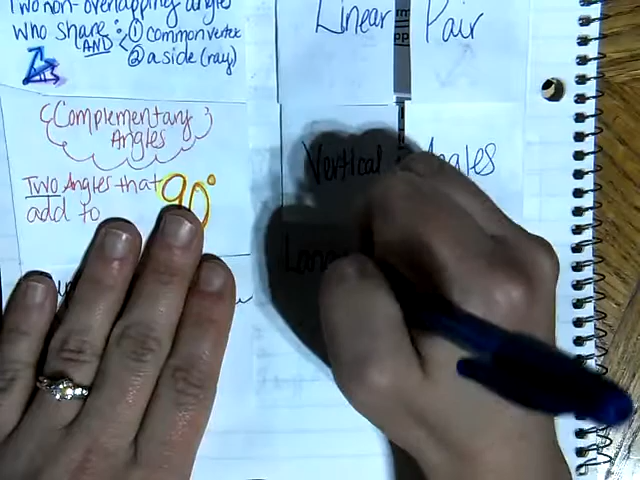 Two non-overlapping angles
who share: ① common vertex
AND ② a side (ray)
Complementary
Angles
Two Angles that
add to 90°
Linear Pair
Vertical Angles